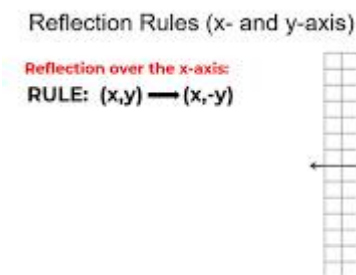 Reflection Rules (x- and y-axis)
Reflection over the x-axis:
RULE: (x,y) ⟶ (x,-y)